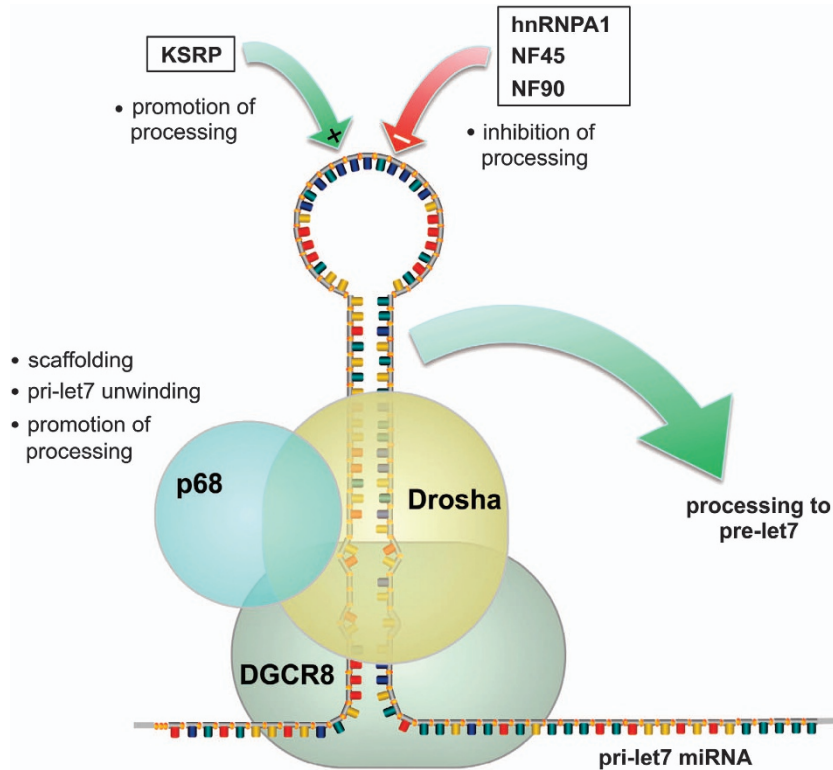 KSRP
• promotion of
processing
+
hnRNPA1
NF45
NF90
−
• inhibition of
processing
• scaffolding
• pri-let7 unwinding
• promotion of
processing
p68
Drosha
DGCR8
processing to
pre-let7
pri-let7 miRNA